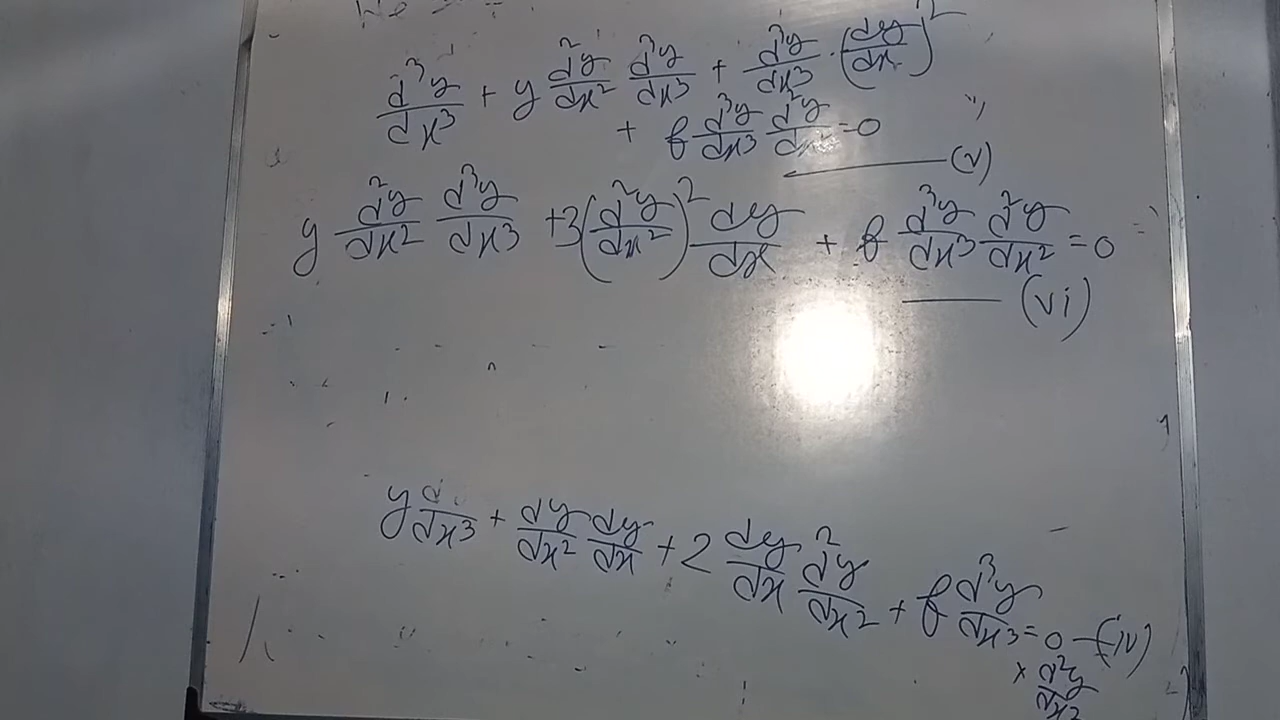 d³y/dx³ + y d²y/dx² d³y/dx³ + d³y/dx³ · (dy/dx)²
+ f d³y/dx³ d²y/dx² = 0
(v)
y d²y/dx² d³y/dx³ + 3(d²y/dx²)² dy/dx + f d³y/dx³ d²y/dx² = 0
(vi)
y d/dx³ + dy/dx² dy/dx + 2 dy/dx d²y/dx² + f d³y/dx³ = 0 —(iv)
× d²y/dx²